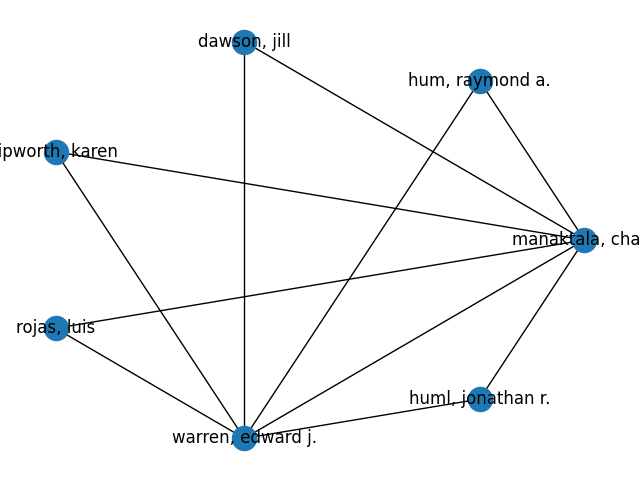 dawson, jill
hum, raymond a.
ipworth, karen
manaktala, cha
rojas, luis
huml, jonathan r.
warren, edward j.